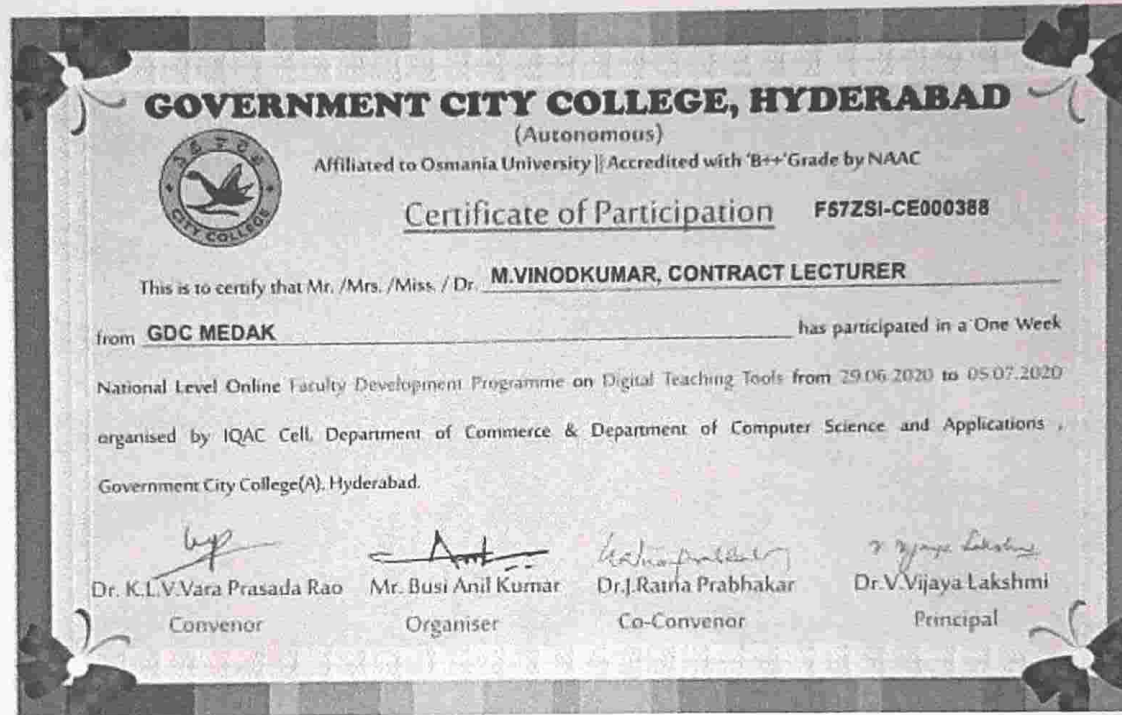 GOVERNMENT CITY COLLEGE, HYDERABAD
(Autonomous)
Affiliated to Osmania University || Accredited with 'B++'Grade by NAAC
CITY COLLEGE
Certificate of Participation F57ZSI-CE000388
This is to certify that Mr. /Mrs. /Miss. / Dr. M.VINODKUMAR, CONTRACT LECTURER
from GDC MEDAK has participated in a One Week
National Level Online Faculty Development Programme on Digital Teaching Tools from 29.06.2020 to 05.07.2020
organised by IQAC Cell, Department of Commerce & Department of Computer Science and Applications ,
Government City College(A), Hyderabad.
Dr. K.L.V.Vara Prasada Rao Mr. Busi Anil Kumar Dr.J.Ratna Prabhakar Dr.V.Vijaya Lakshmi
Convenor Organiser Co-Convenor Principal